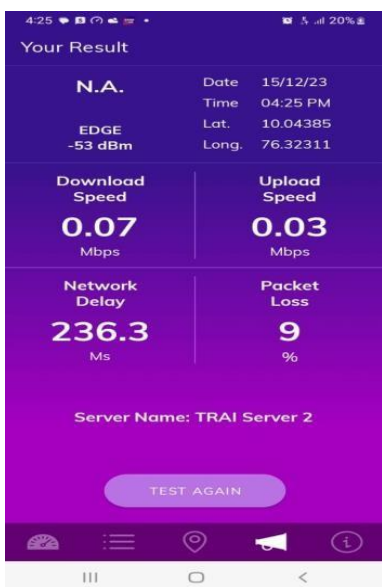 4:25
20%
Your Result
N.A.
EDGE
-53 dBm
Date 15/12/23
Time 04:25 PM
Lat. 10.04385
Long. 76.32311
Download
Speed
0.07
Mbps
Upload
Speed
0.03
Mbps
Network
Delay
236.3
Ms
Packet
Loss
9
%
Server Name: TRAI Server 2
TEST AGAIN